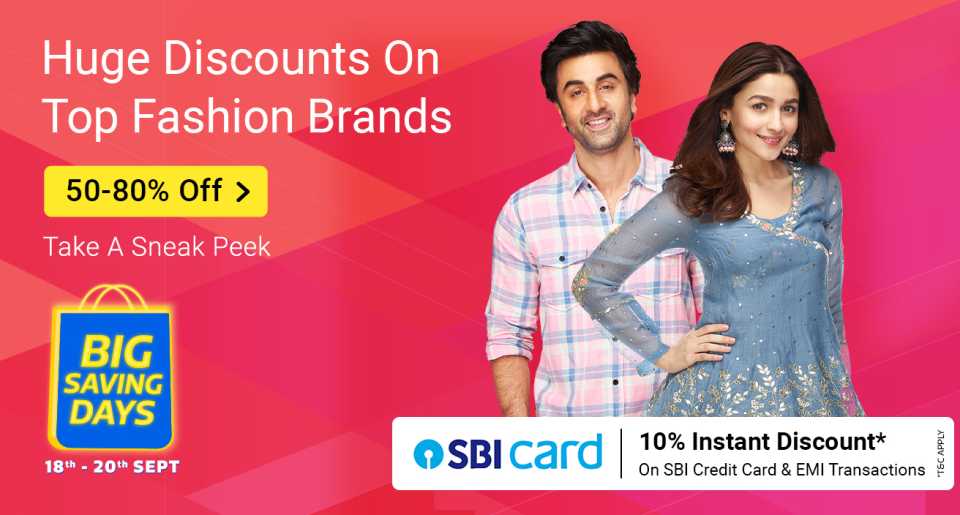 Huge Discounts On
Top Fashion Brands
50-80% Off >
Take A Sneak Peek
BIG
SAVING
DAYS
18th - 20th SEPT
SBI card
10% Instant Discount*
On SBI Credit Card & EMI Transactions
*T&C APPLY